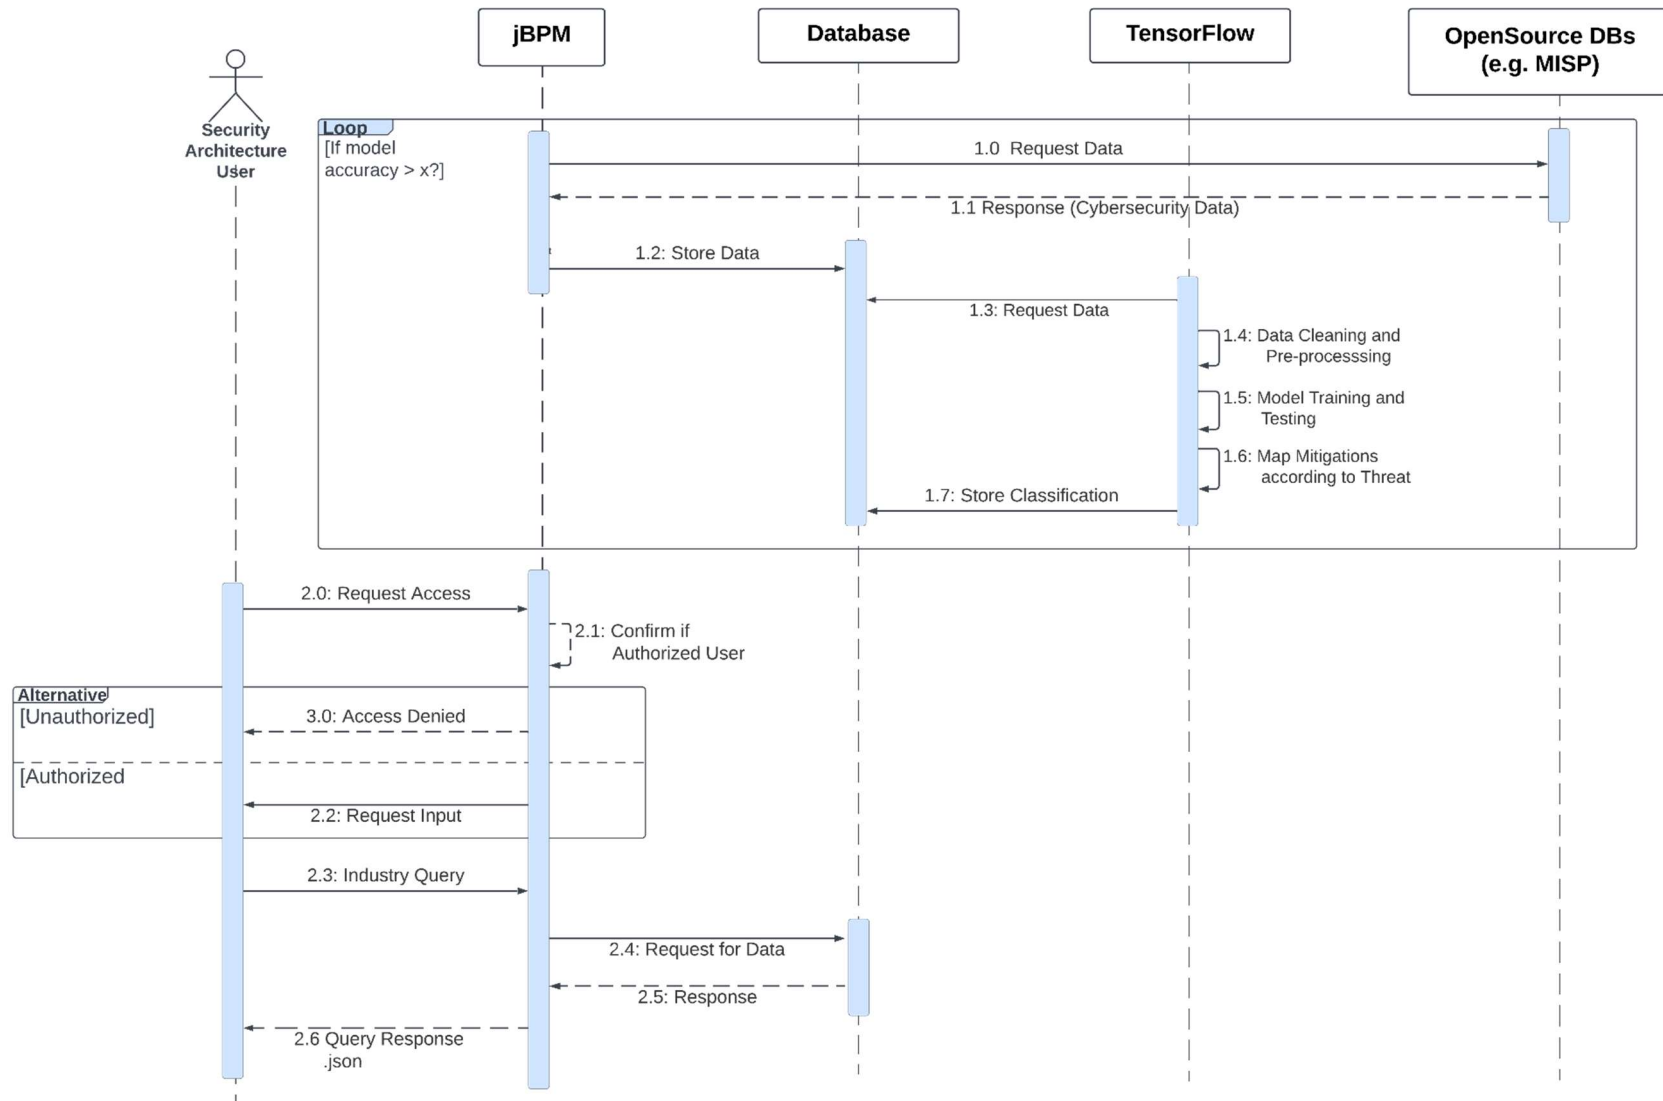 jBPM
Database
TensorFlow
OpenSource DBs
(e.g. MISP)
Security
Architecture
User
Loop
[If model
accuracy > x?]
1.0 Request Data
1.1 Response (Cybersecurity Data)
1.2: Store Data
1.3: Request Data
1.4: Data Cleaning and
Pre-processsing
1.5: Model Training and
Testing
1.6: Map Mitigations
according to Threat
1.7: Store Classification
2.0: Request Access
2.1: Confirm if
Authorized User
Alternative
[Unauthorized]
3.0: Access Denied
[Authorized
2.2: Request Input
2.3: Industry Query
2.4: Request for Data
2.5: Response
2.6 Query Response
.json